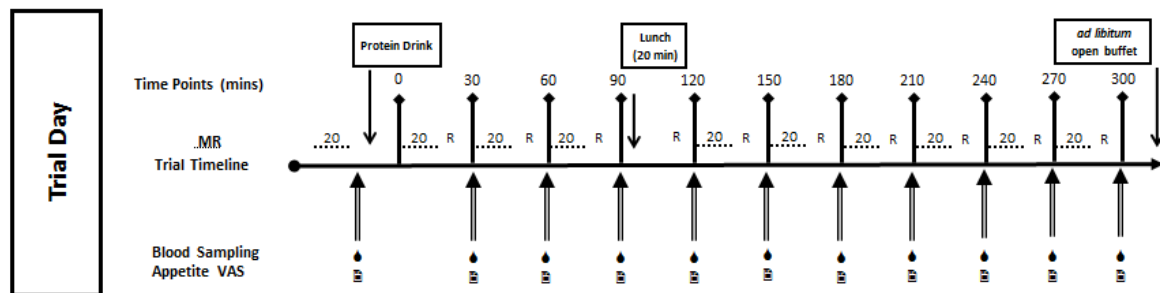 Trial Day
Protein Drink
Lunch
(20 min)
ad libitum
open buffet
Time Points (mins) 0 30 60 90 120 150 180 210 240 270 300
MR 20 20 R 20 R 20 R R 20 R 20 R 20 R 20 R 20 R 20 R
Trial Timeline
Blood Sampling
Appetite VAS